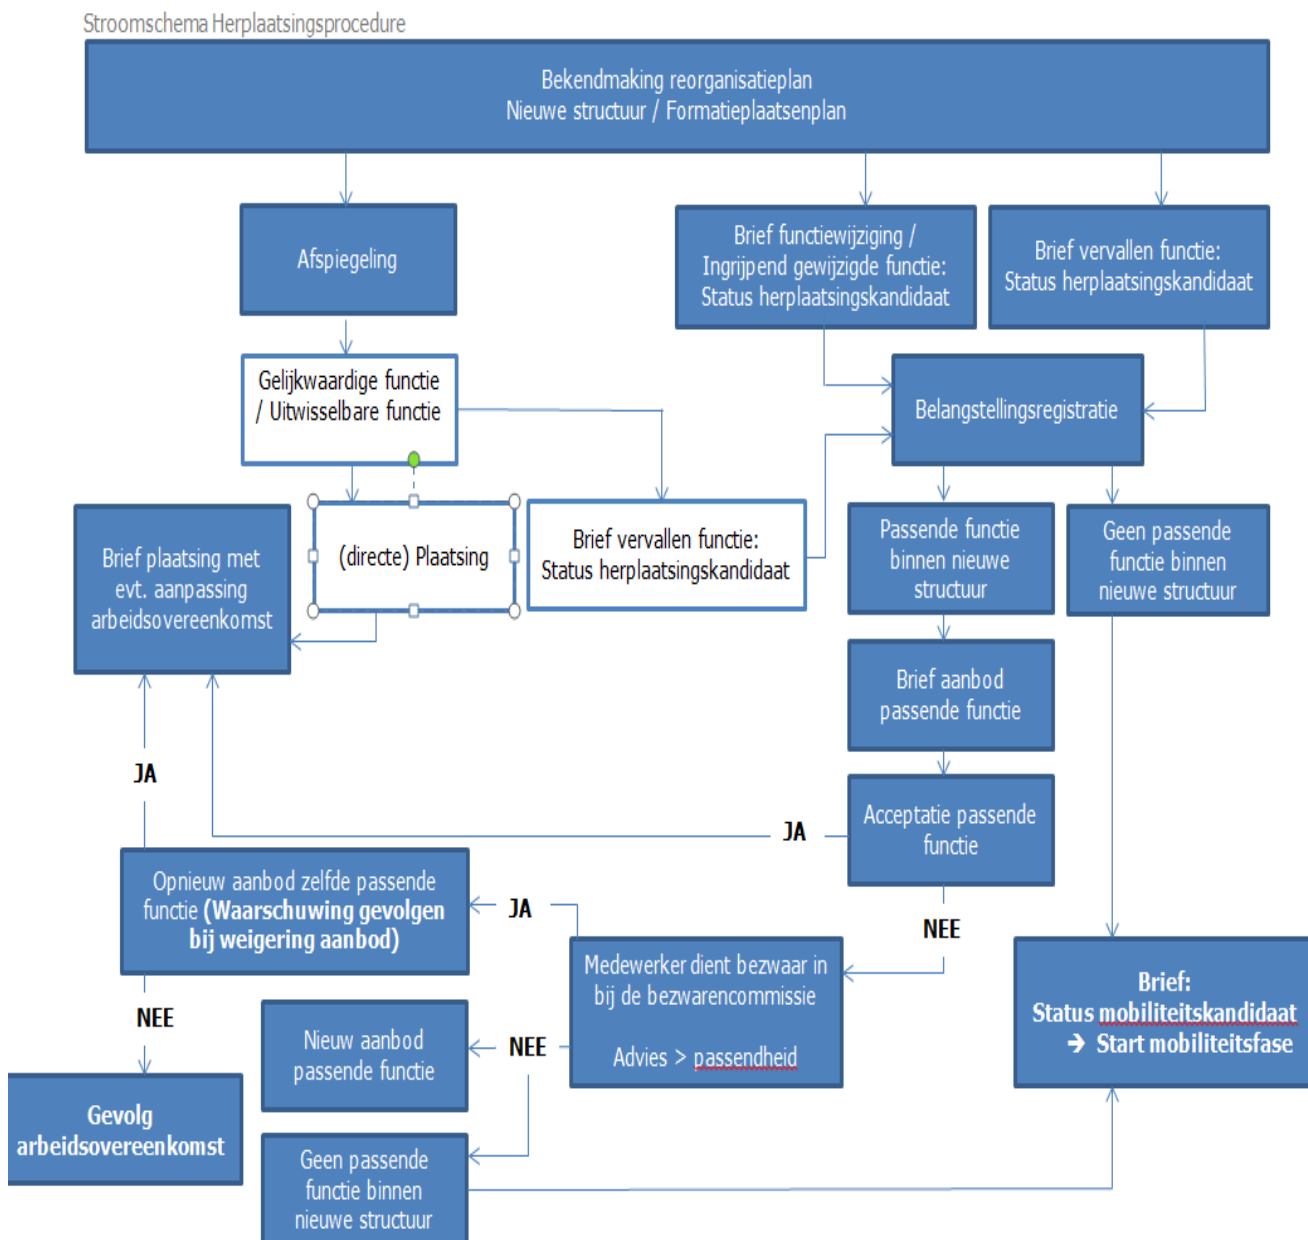 Stroomschema Herplaatsingsprocedure
Bekendmaking reorganisatieplan
Nieuwe structuur / Formatieplaatsenplan
Afspiegeling
Brief functiewijziging /
Ingrijpend gewijzigde functie:
Status herplaatsingskandidaat
Brief vervallen functie:
Status herplaatsingskandidaat
Gelijkwaardige functie
/ Uitwisselbare functie
Belangstellingsregistratie
Brief plaatsing met
evt. aanpassing
arbeidsovereenkomst
(directe) Plaatsing
Brief vervallen functie:
Status herplaatsingskandidaat
Passende functie
binnen nieuwe
structuur
Geen passende
functie binnen
nieuwe structuur
Brief aanbod
passende functie
JA
Acceptatie passende
functie
JA
Opnieuw aanbod zelfde passende
functie (Waarschuwing gevolgen
bij weigering aanbod)
JA
NEE
Medewerker dient bezwaar in
bij de bezwarencommissie
Advies > passendheid
Brief:
Status mobiliteitskandidaat
➔ Start mobiliteitsfase
NEE
Nieuw aanbod
passende functie
NEE
Gevolg
arbeidsovereenkomst
Geen passende
functie binnen
nieuwe structuur